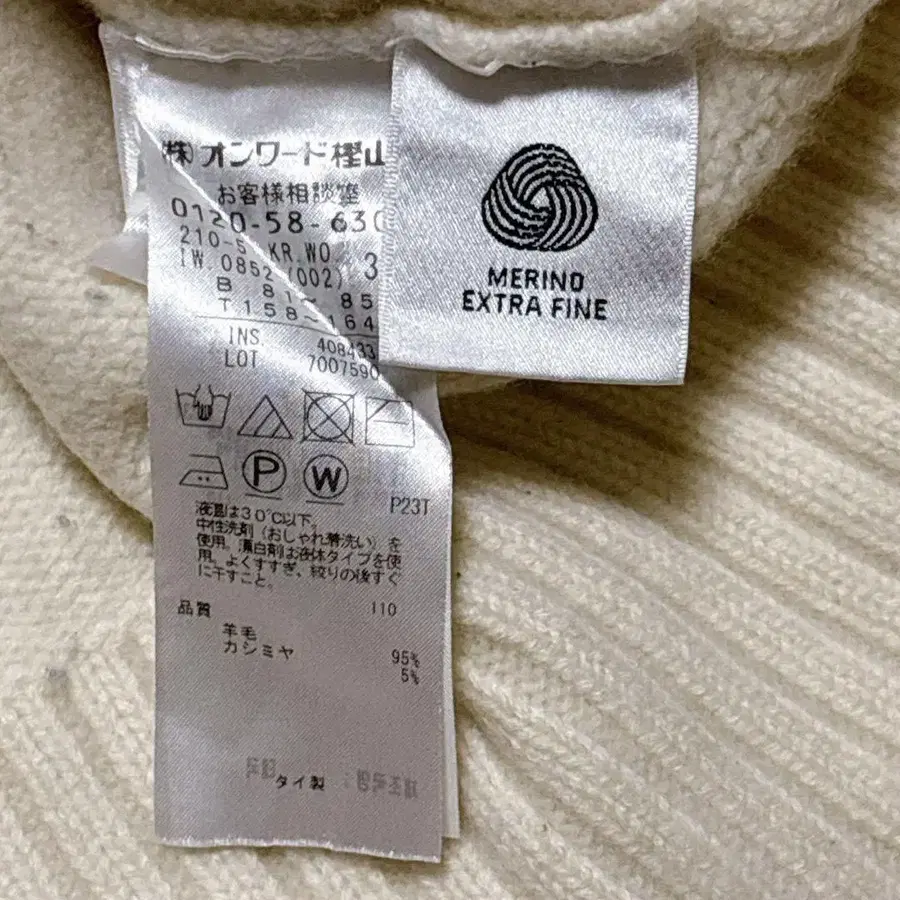 ㈱オンワード樫山
お客様相談室
0120-58-630
210-5 KR.WO
IW.0852 (002) 3
B 81～85
T 158～164
INS. 408433
LOT 7007590
P
W
P23T
液温は30℃以下。
中性洗剤（おしゃれ着洗い）を
使用。漂白剤は液体タイプを使
用。よくすすぎ、絞りの後すぐ
に干すこと。
品質 110
羊毛
カシミヤ 95%
5%
タイ製
MERINO
EXTRA FINE